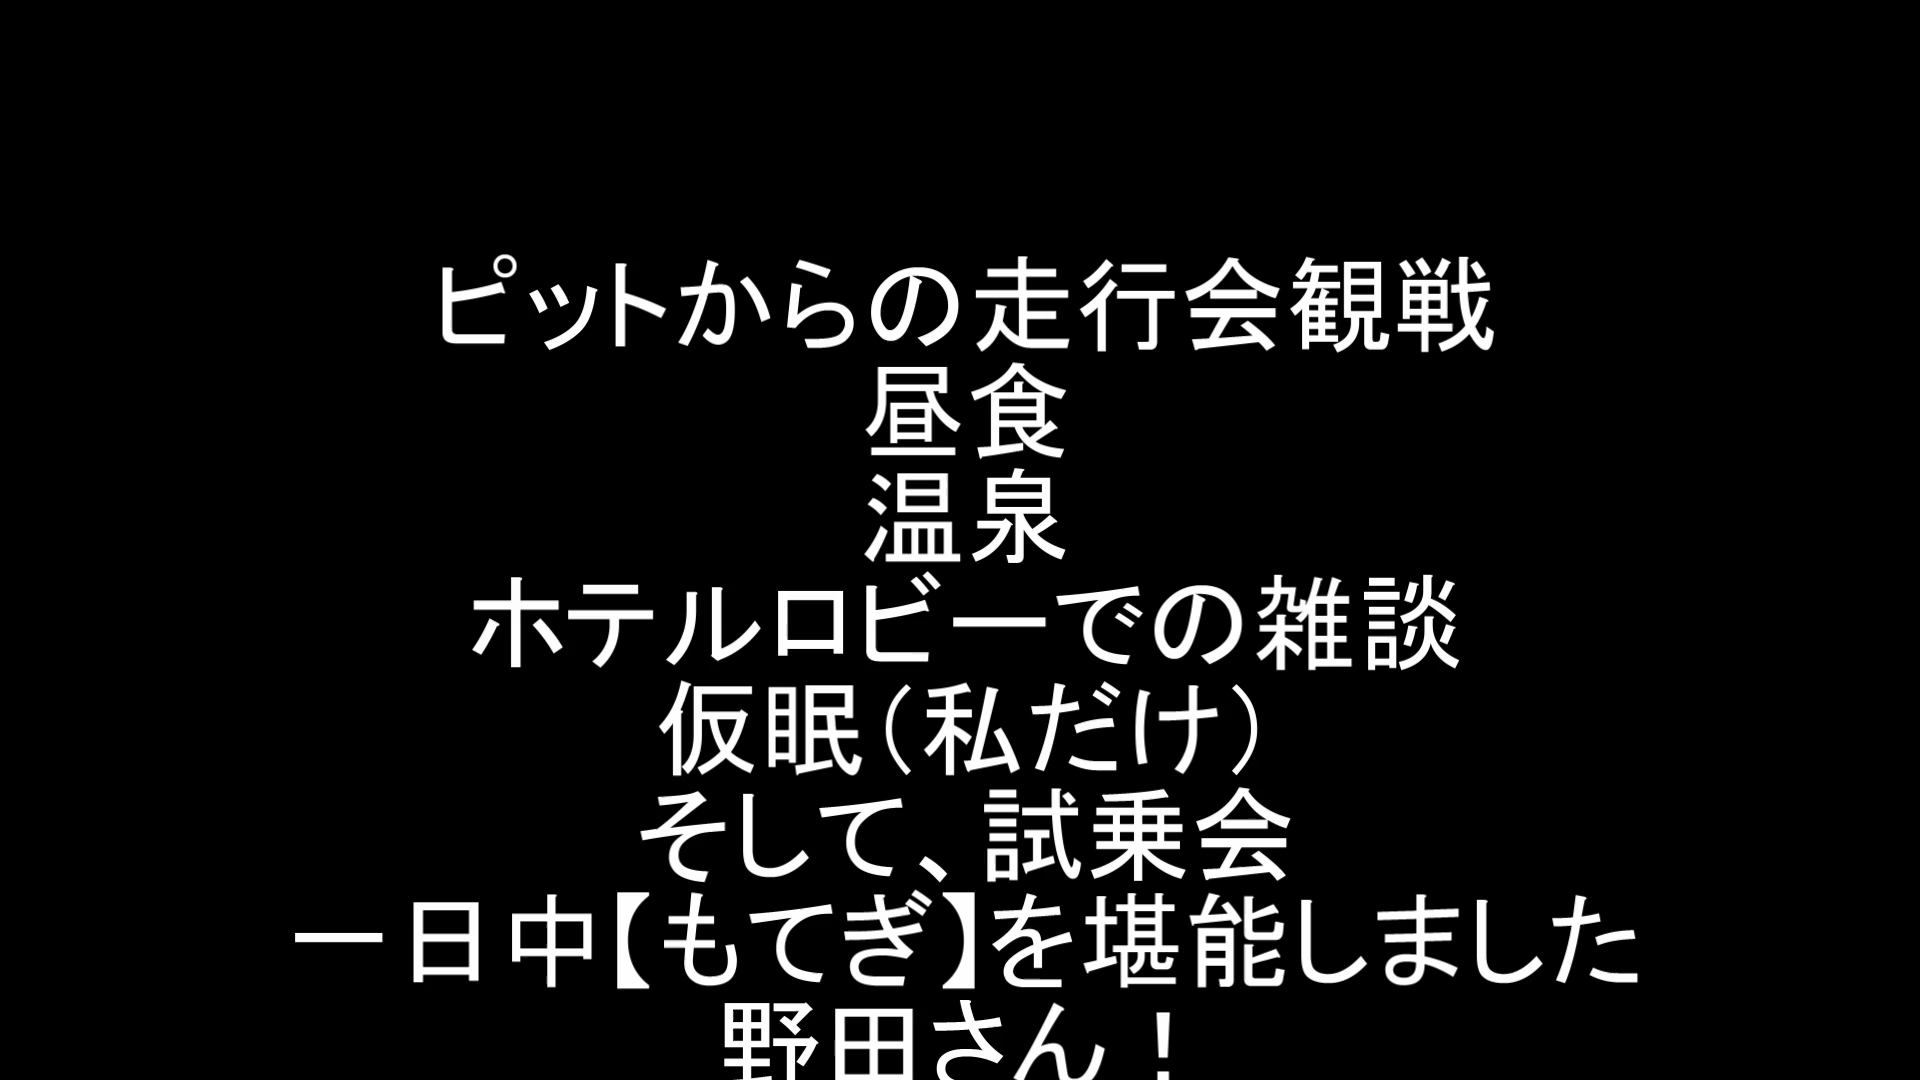 ピットからの走行会観戦
昼食
温泉
ホテルロビーでの雑談
仮眠（私だけ）
そして、試乗会
一日中【もてぎ】を堪能しました
野田さん！